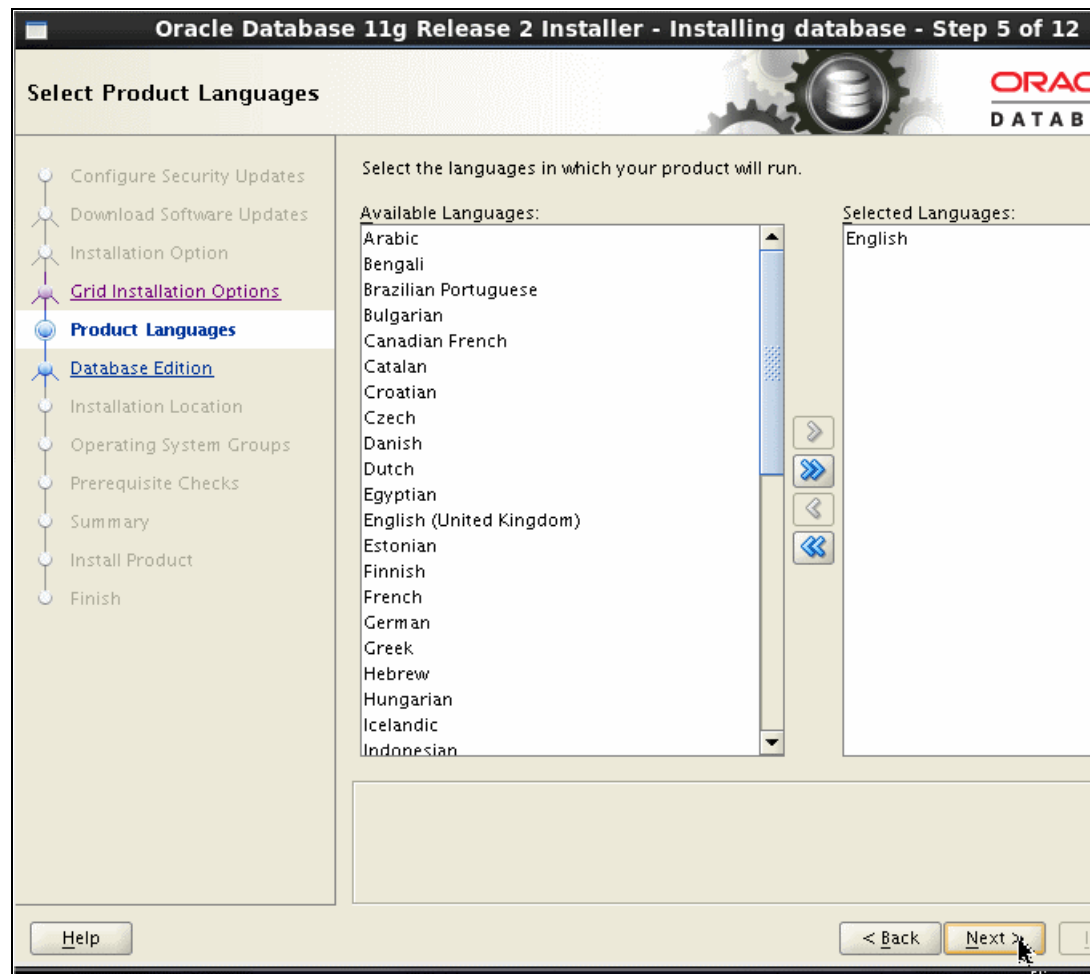 Oracle Database 11g Release 2 Installer - Installing database - Step 5 of 12
Select Product Languages
ORAC
DATAB
Configure Security Updates
Download Software Updates
Installation Option
Grid Installation Options
Product Languages
Database Edition
Installation Location
Operating System Groups
Prerequisite Checks
Summary
Install Product
Finish
Select the languages in which your product will run.
Available Languages:
Arabic
Bengali
Brazilian Portuguese
Bulgarian
Canadian French
Catalan
Croatian
Czech
Danish
Dutch
Egyptian
English (United Kingdom)
Estonian
Finnish
French
German
Greek
Hebrew
Hungarian
Icelandic
Indonesian
Selected Languages:
English
Help
< Back
Next >